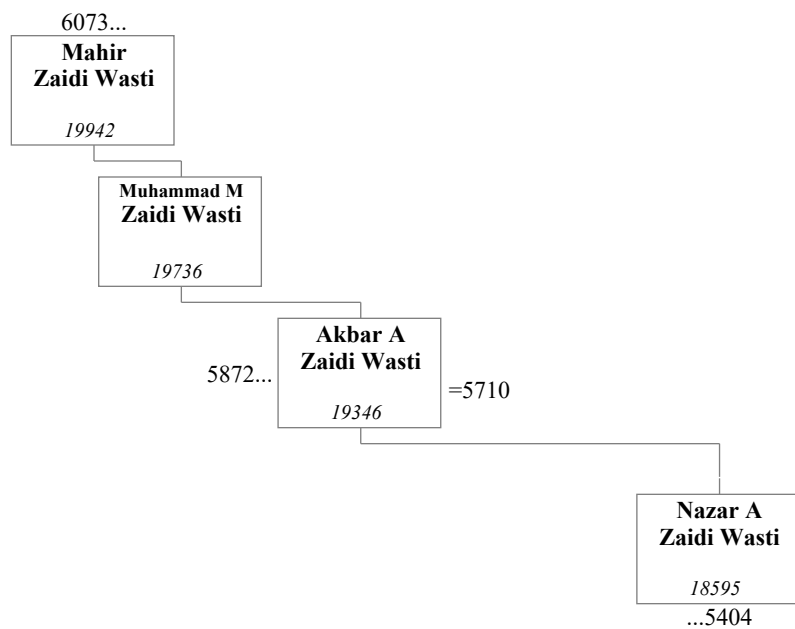 6073...
Mahir
Zaidi Wasti
19942
Muhammad M
Zaidi Wasti
19736
Akbar A
Zaidi Wasti
5872...
=5710
19346
Nazar A
Zaidi Wasti
18595
...5404